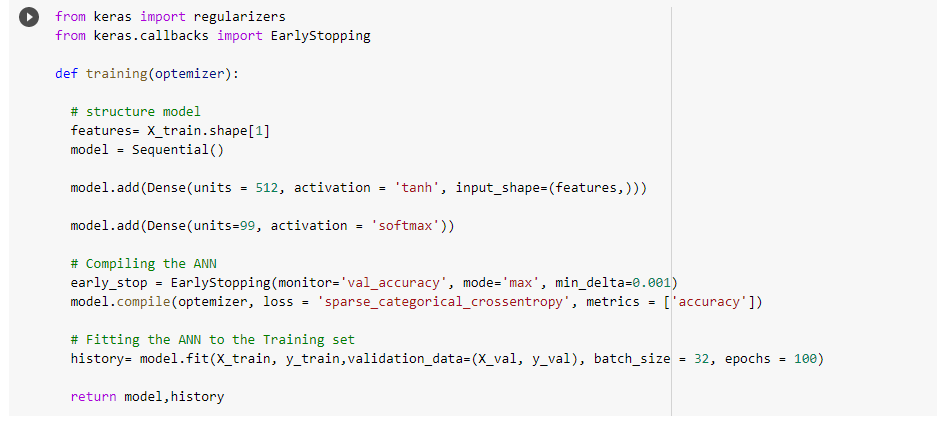 from keras import regularizers
from keras.callbacks import EarlyStopping
def training(optemizer):
# structure model
features= X_train.shape[1]
model = Sequential()
model.add(Dense(units = 512, activation = 'tanh', input_shape=(features,)))
model.add(Dense(units=99, activation = 'softmax'))
# Compiling the ANN
early_stop = EarlyStopping(monitor='val_accuracy', mode='max', min_delta=0.001)
model.compile(optemizer, loss = 'sparse_categorical_crossentropy', metrics = ['accuracy'])
# Fitting the ANN to the Training set
history= model.fit(X_train, y_train,validation_data=(X_val, y_val), batch_size = 32, epochs = 100)
return model,history